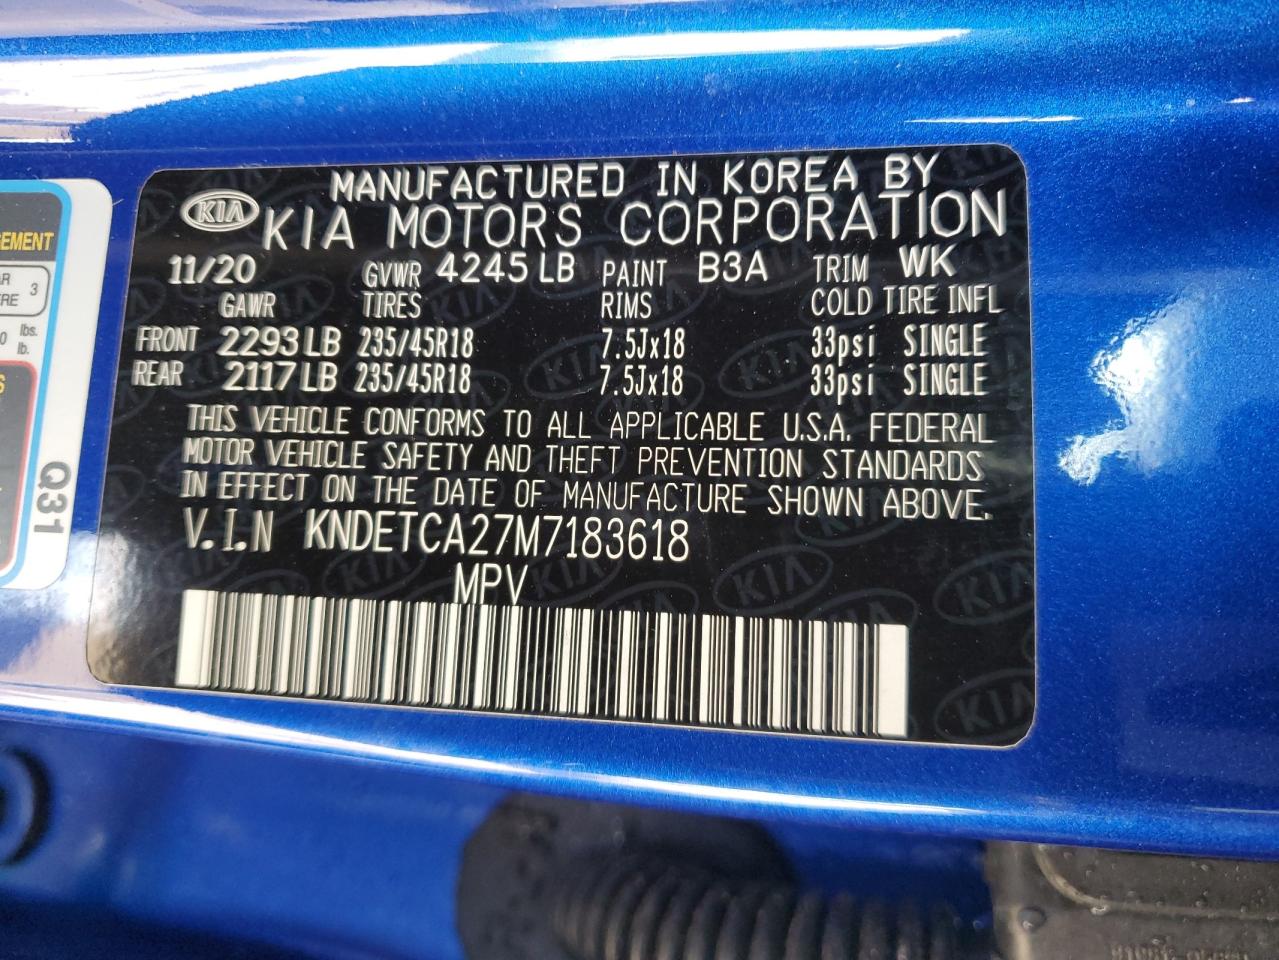 MANUFACTURED IN KOREA BY
KIA KIA MOTORS CORPORATION
11/20 GVWR 4245 LB PAINT B3A TRIM WK
GAWR TIRES RIMS COLD TIRE INFL
FRONT 2293 LB 235/45R18 7.5Jx18 33psi SINGLE
REAR 2117 LB 235/45R18 7.5Jx18 33psi SINGLE
THIS VEHICLE CONFORMS TO ALL APPLICABLE U.S.A. FEDERAL
MOTOR VEHICLE SAFETY AND THEFT PREVENTION STANDARDS
IN EFFECT ON THE DATE OF MANUFACTURE SHOWN ABOVE.
V.I.N KNDETCA27M7183618
MPV
3
lbs.
lb.
Q31